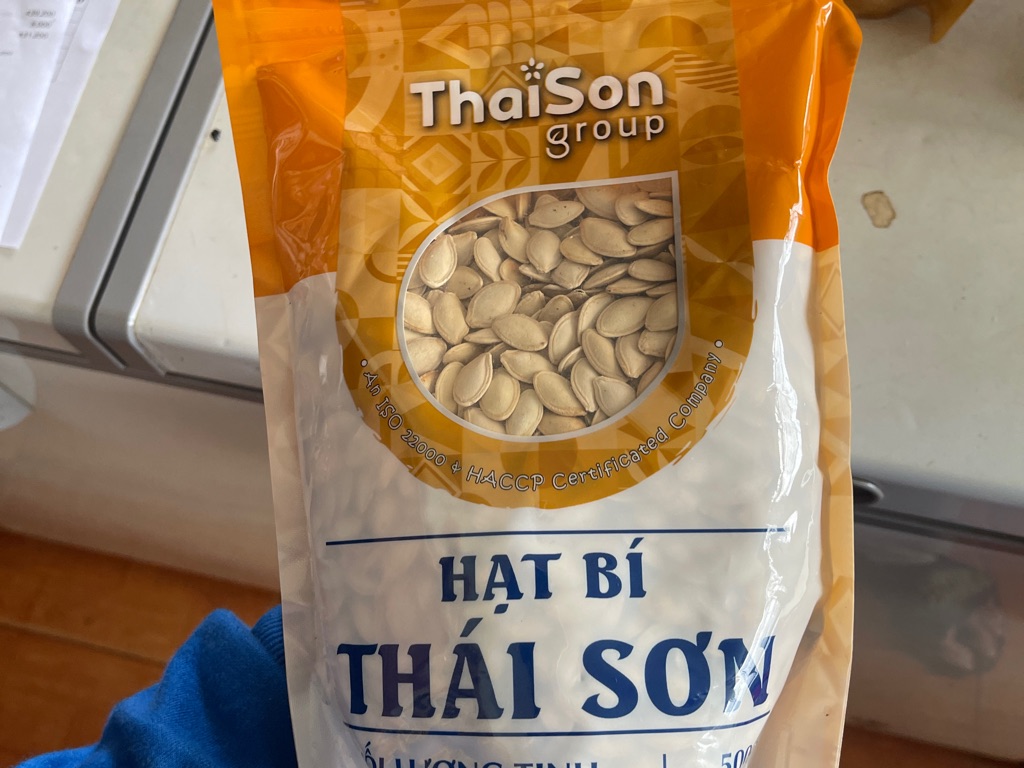 ThaiSon
group
• An ISO 22000 & HACCP Certificated Company •
HẠT BÍ
THÁI SƠN